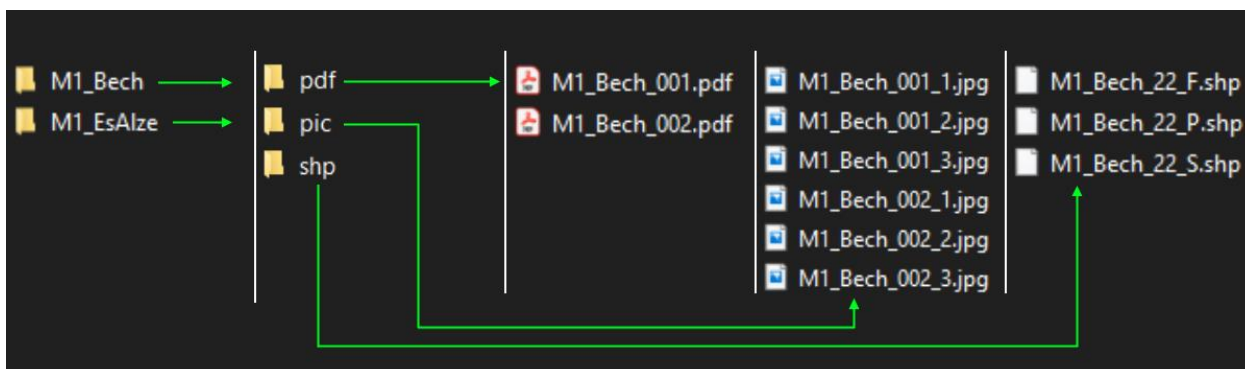 M1_Bech
M1_EsAlze
pdf
pic
shp
M1_Bech_001.pdf
M1_Bech_002.pdf
M1_Bech_001_1.jpg
M1_Bech_001_2.jpg
M1_Bech_001_3.jpg
M1_Bech_002_1.jpg
M1_Bech_002_2.jpg
M1_Bech_002_3.jpg
M1_Bech_22_F.shp
M1_Bech_22_P.shp
M1_Bech_22_S.shp